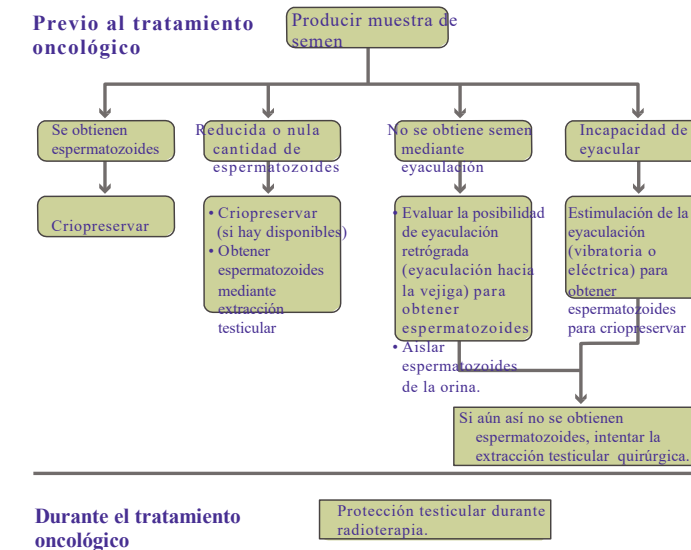 Previo al tratamiento
oncológico
Producir muestra de
semen
Se obtienen
espermatozoides
Criopreservar
Reducida o nula
cantidad de
espermatozoides
• Criopreservar
(si hay disponibles)
• Obtener
espermatozoides
mediante
extracción
testicular
No se obtiene semen
mediante
eyaculación
• Evaluar la posibilidad
de eyaculación
retrógrada
(eyaculación hacia
la vejiga) para
obtener
espermatozoides
• Aislar
espermatozoides
de la orina.
Incapacidad de
eyacular
Estimulación de la
eyaculación
(vibratoria o
eléctrica) para
obtener
espermatozoides
para criopreservar
Si aún así no se obtienen
espermatozoides, intentar la
extracción testicular quirúrgica.
Durante el tratamiento
oncológico
Protección testicular durante
radioterapia.